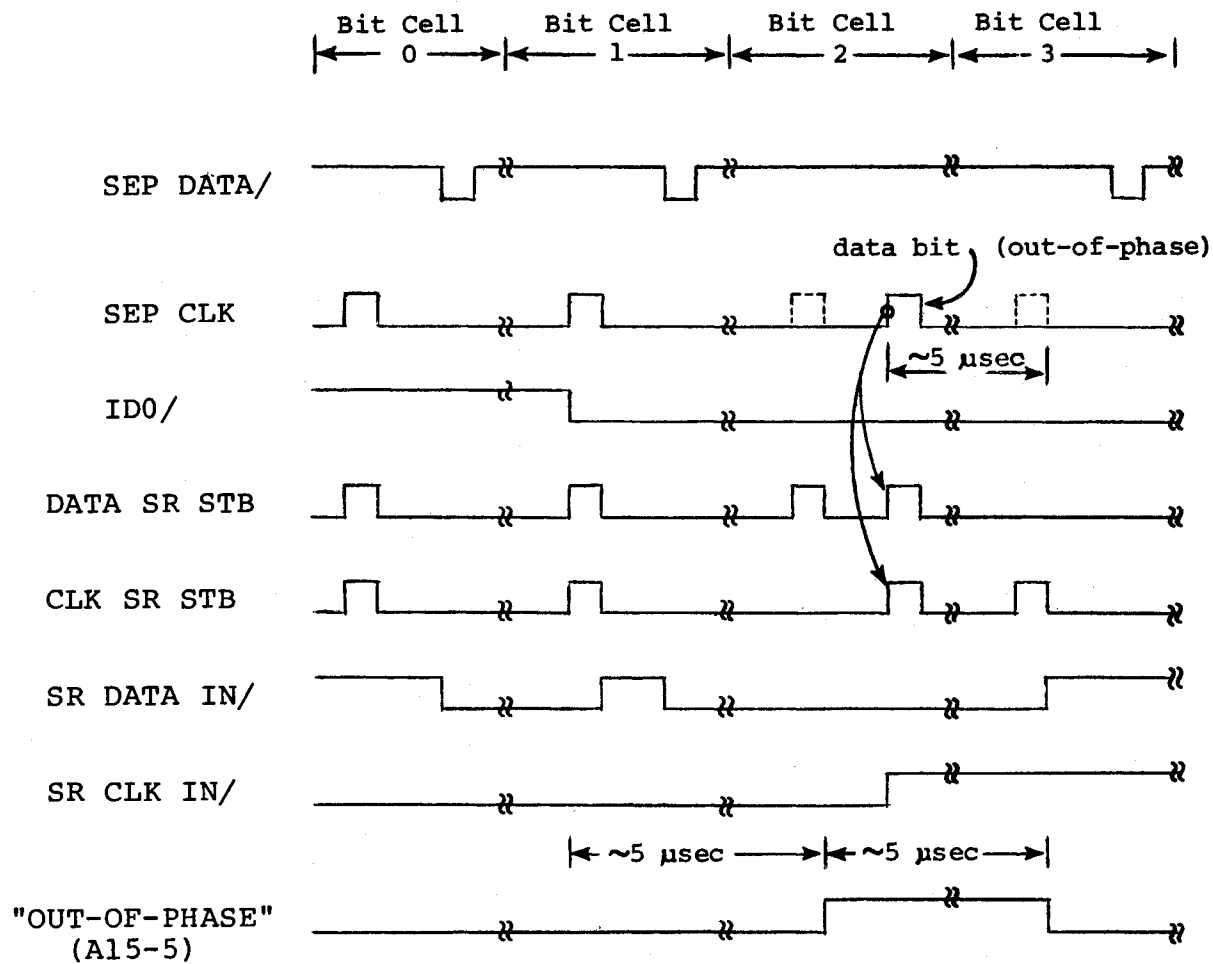 Bit Cell Bit Cell Bit Cell Bit Cell
0 1 2 3
SEP DATA/
data bit (out-of-phase)
SEP CLK
~5 µsec
ID0/
DATA SR STB
CLK SR STB
SR DATA IN/
SR CLK IN/
~5 µsec ~5 µsec
"OUT-OF-PHASE"
(A15-5)